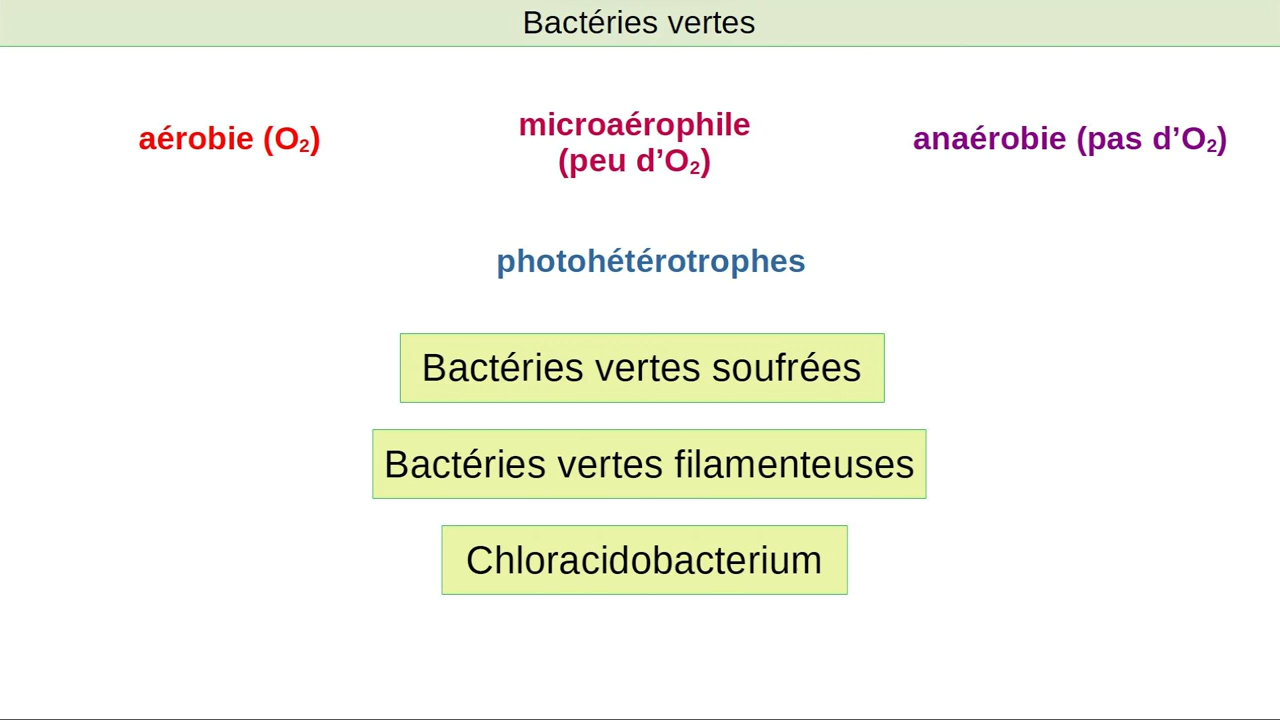 Bactéries vertes
aérobie (O₂)
microaérophile
(peu d’O₂)
anaérobie (pas d’O₂)
photohétérotrophes
Bactéries vertes soufrées
Bactéries vertes filamenteuses
Chloracidobacterium